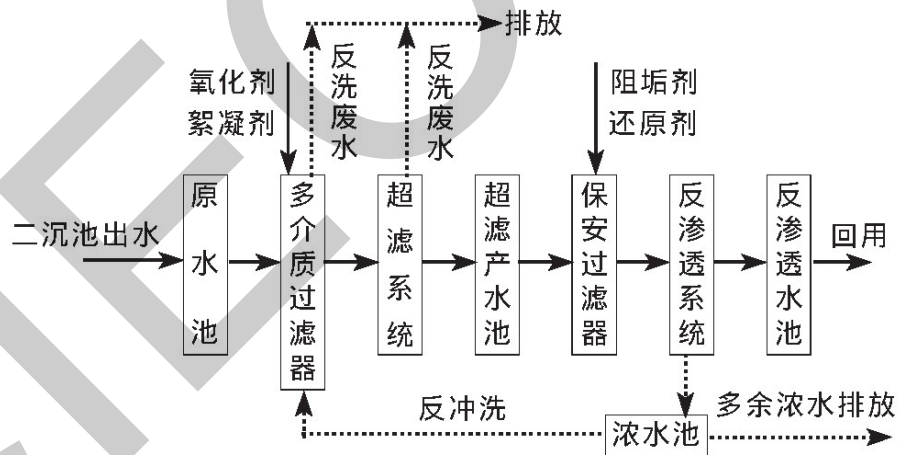 排放
反洗废水
反洗废水
氧化剂
絮凝剂
阻垢剂
还原剂
二沉池出水
原水池
多介质过滤器
超滤系统
超滤产水池
保安过滤器
反渗透系统
反渗透水池
回用
反冲洗
浓水池
多余浓水排放